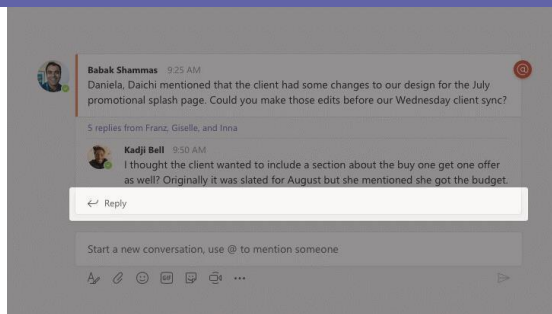 Babak Shammas 9:25 AM
Daniela, Daichi mentioned that the client had some changes to our design for the July
promotional splash page. Could you make those edits before our Wednesday client sync?
5 replies from Franz, Giselle, and Inna
Kadji Bell 9:50 AM
I thought the client wanted to include a section about the buy one get one offer
as well? Originally it was slated for August but she mentioned she got the budget.
Reply
Start a new conversation, use @ to mention someone
GIF